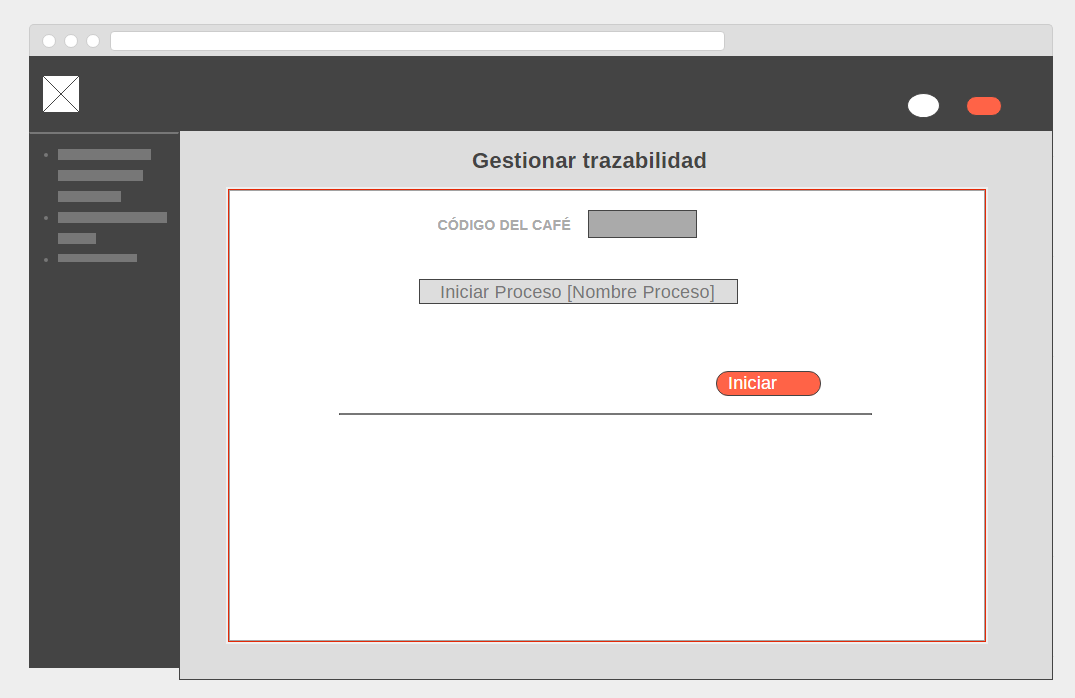 Gestionar trazabilidad
CÓDIGO DEL CAFÉ
Iniciar Proceso [Nombre Proceso]
Iniciar